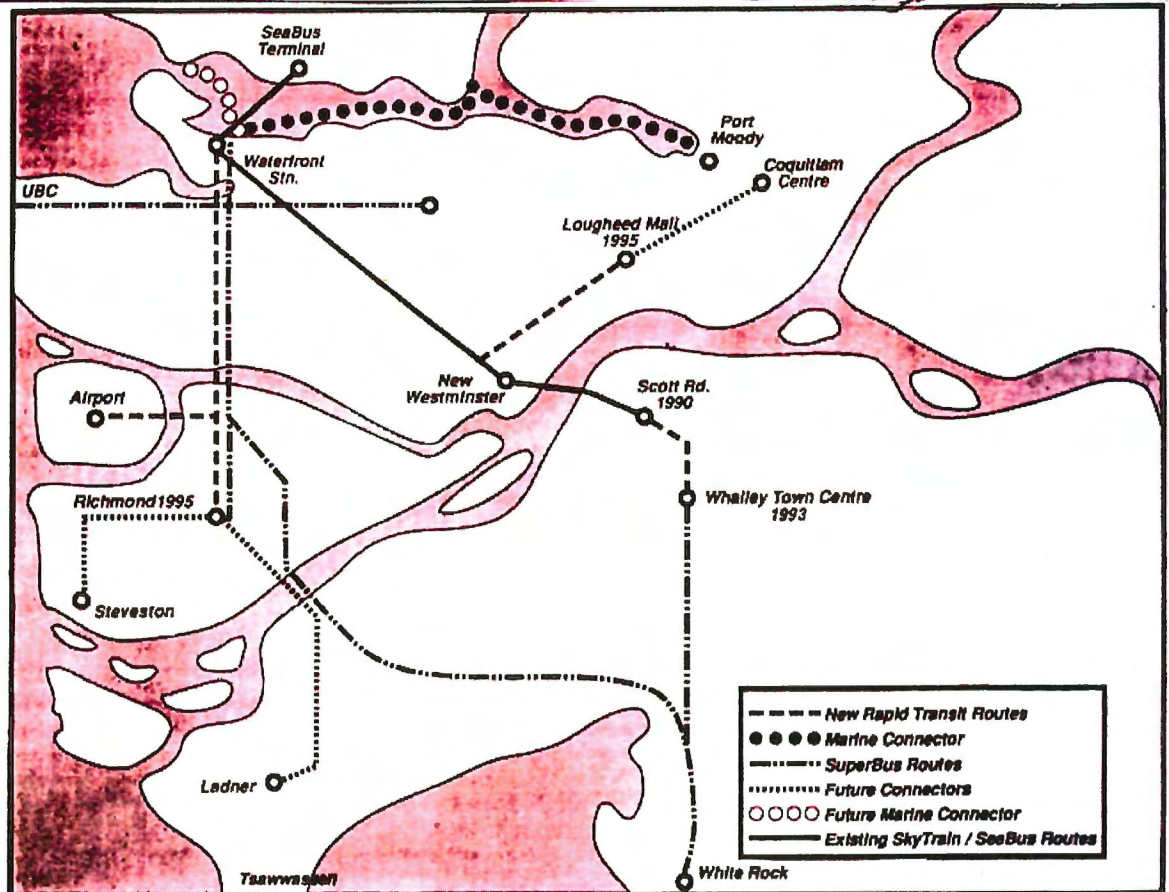 SeaBus
Terminal
Port
Moody
Waterfront
Stn.
Coquitlam
Centre
UBC
Lougheed Mall
1995
New
Westminster
Scott Rd.
1990
Airport
Richmond 1995
Whalley Town Centre
1993
Steveston
Ladner
Tsawwassen
White Rock
New Rapid Transit Routes
Marine Connector
SuperBus Routes
Future Connectors
Future Marine Connector
Existing SkyTrain / SeaBus Routes